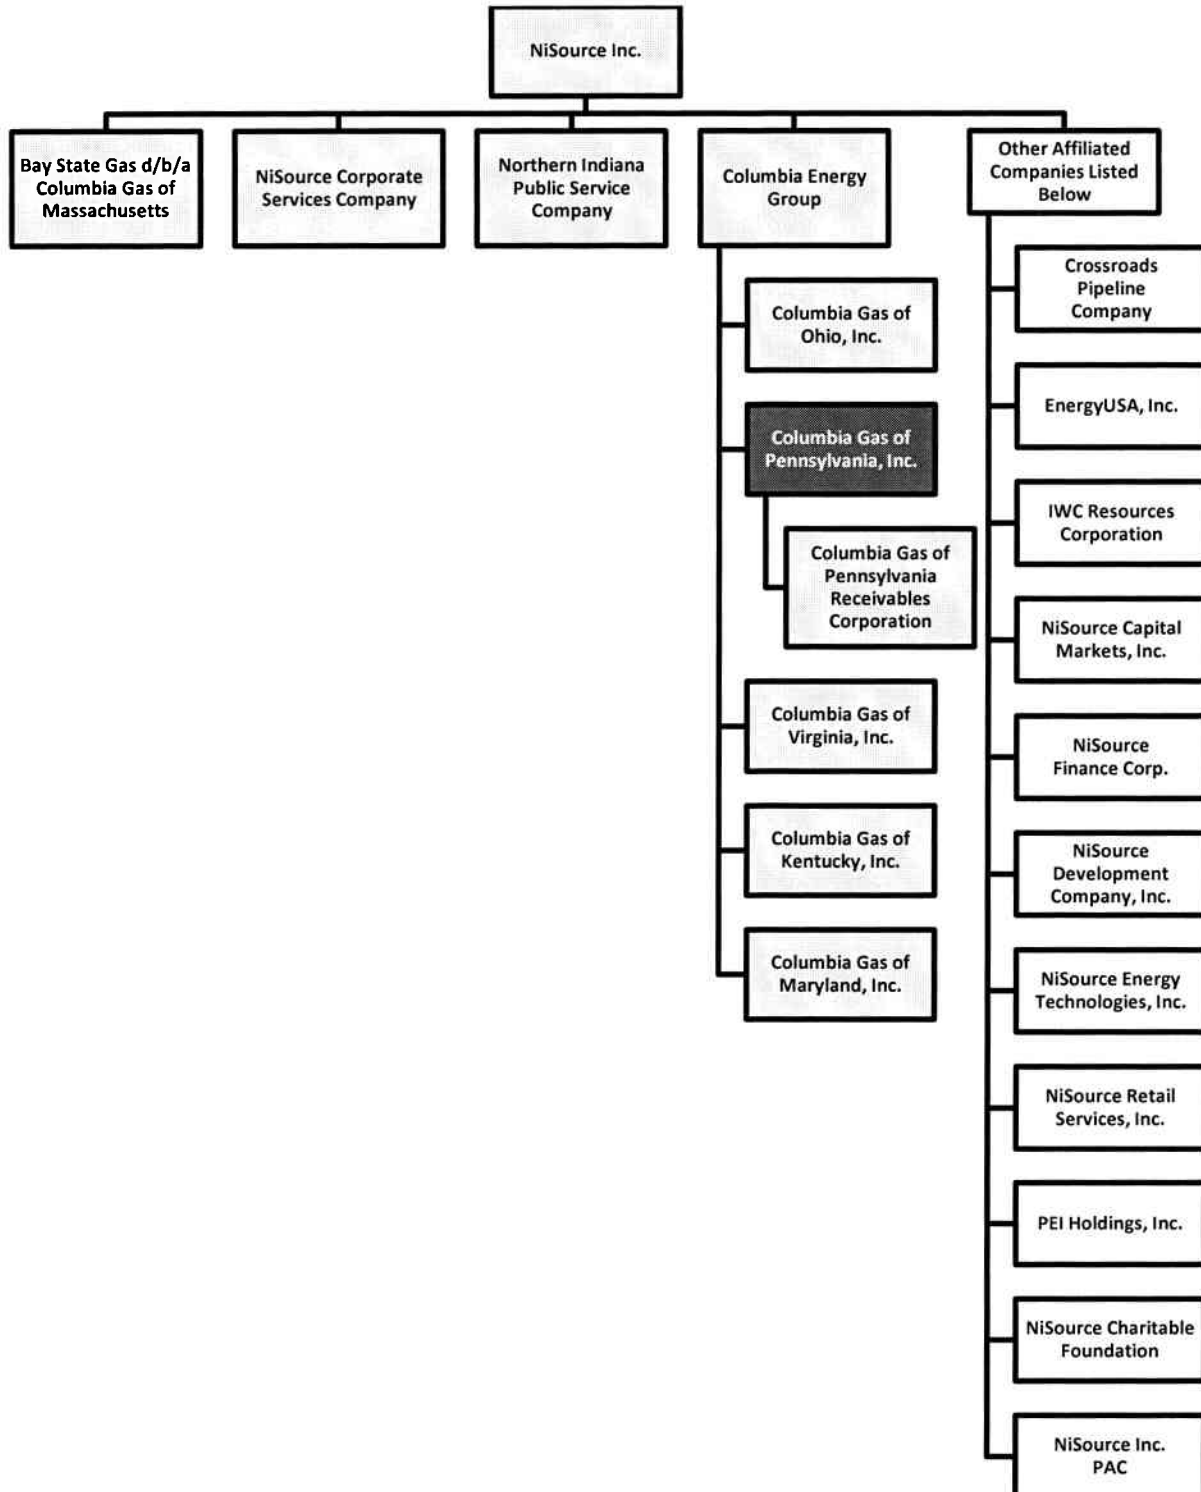 NiSource Inc.
Bay State Gas d/b/a
Columbia Gas of
Massachusetts
NiSource Corporate
Services Company
Northern Indiana
Public Service
Company
Columbia Energy
Group
Other Affiliated
Companies Listed
Below
Columbia Gas of
Ohio, Inc.
Columbia Gas of
Pennsylvania, Inc.
Columbia Gas of
Pennsylvania
Receivables
Corporation
Columbia Gas of
Virginia, Inc.
Columbia Gas of
Kentucky, Inc.
Columbia Gas of
Maryland, Inc.
Crossroads
Pipeline
Company
EnergyUSA, Inc.
IWC Resources
Corporation
NiSource Capital
Markets, Inc.
NiSource
Finance Corp.
NiSource
Development
Company, Inc.
NiSource Energy
Technologies, Inc.
NiSource Retail
Services, Inc.
PEI Holdings, Inc.
NiSource Charitable
Foundation
NiSource Inc.
PAC